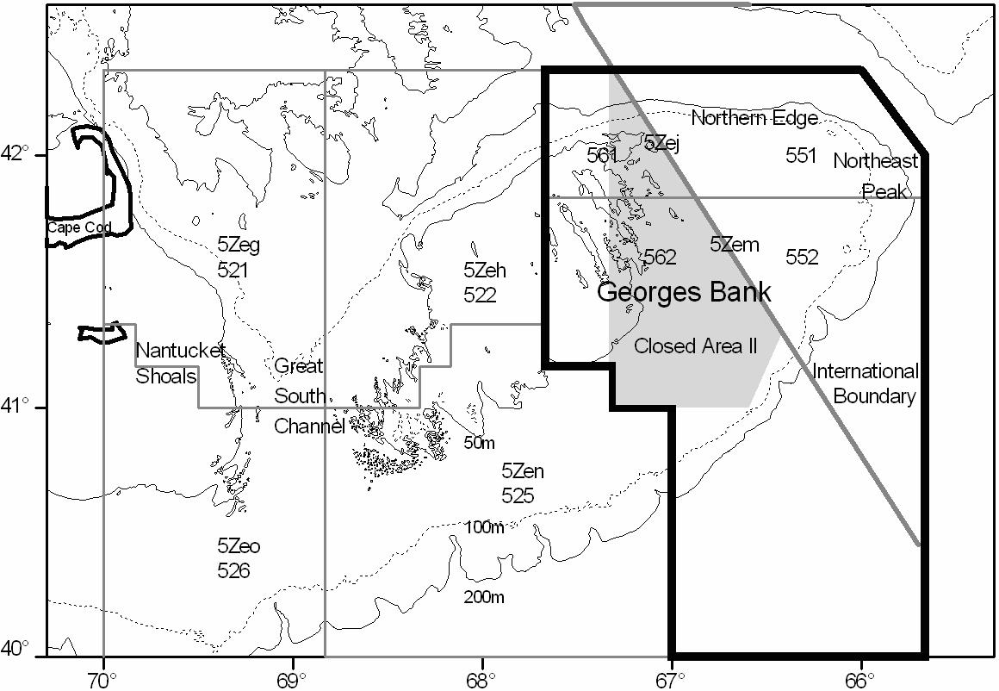 Northern Edge
42°
561
5Zej
551
Northeast
Peak
Cape Cod
5Zeg
521
5Zeh
522
562
5Zem
552
Georges Bank
Closed Area II
Nantucket
Shoals
Great
South
Channel
International
Boundary
41°
50m
5Zen
525
100m
5Zeo
526
200m
40°
70°
69°
68°
67°
66°